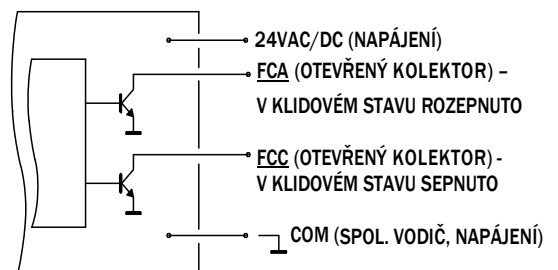 24VAC/DC (NAPÁJENÍ)
FCA (OTEVŘENÝ KOLEKTOR) –
V KLIDOVÉM STAVU ROZEPNUTO
FCC (OTEVŘENÝ KOLEKTOR) -
V KLIDOVÉM STAVU SEPNUTO
COM (SPOL. VODIČ, NAPÁJENÍ)